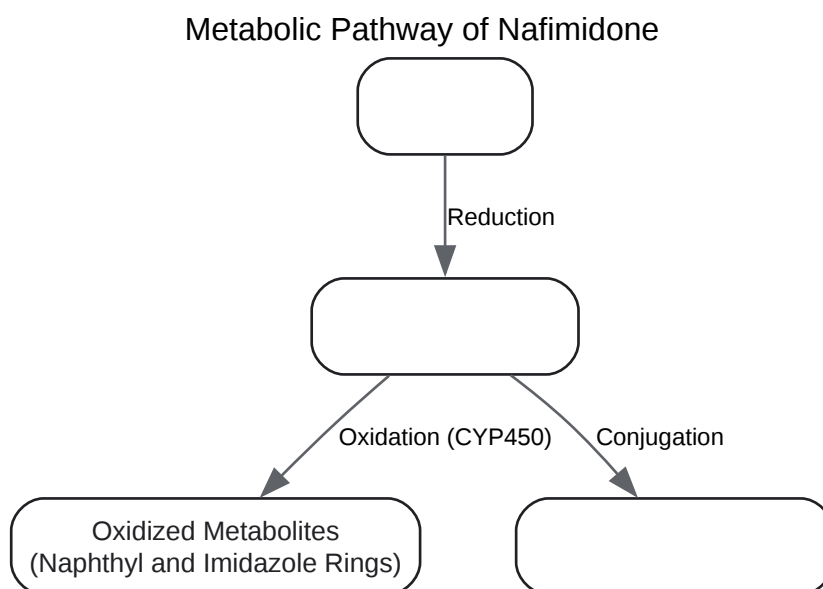 Metabolic Pathway of Nafimidone
Reduction
Oxidation (CYP450)
Conjugation
Oxidized Metabolites
(Naphthyl and Imidazole Rings)